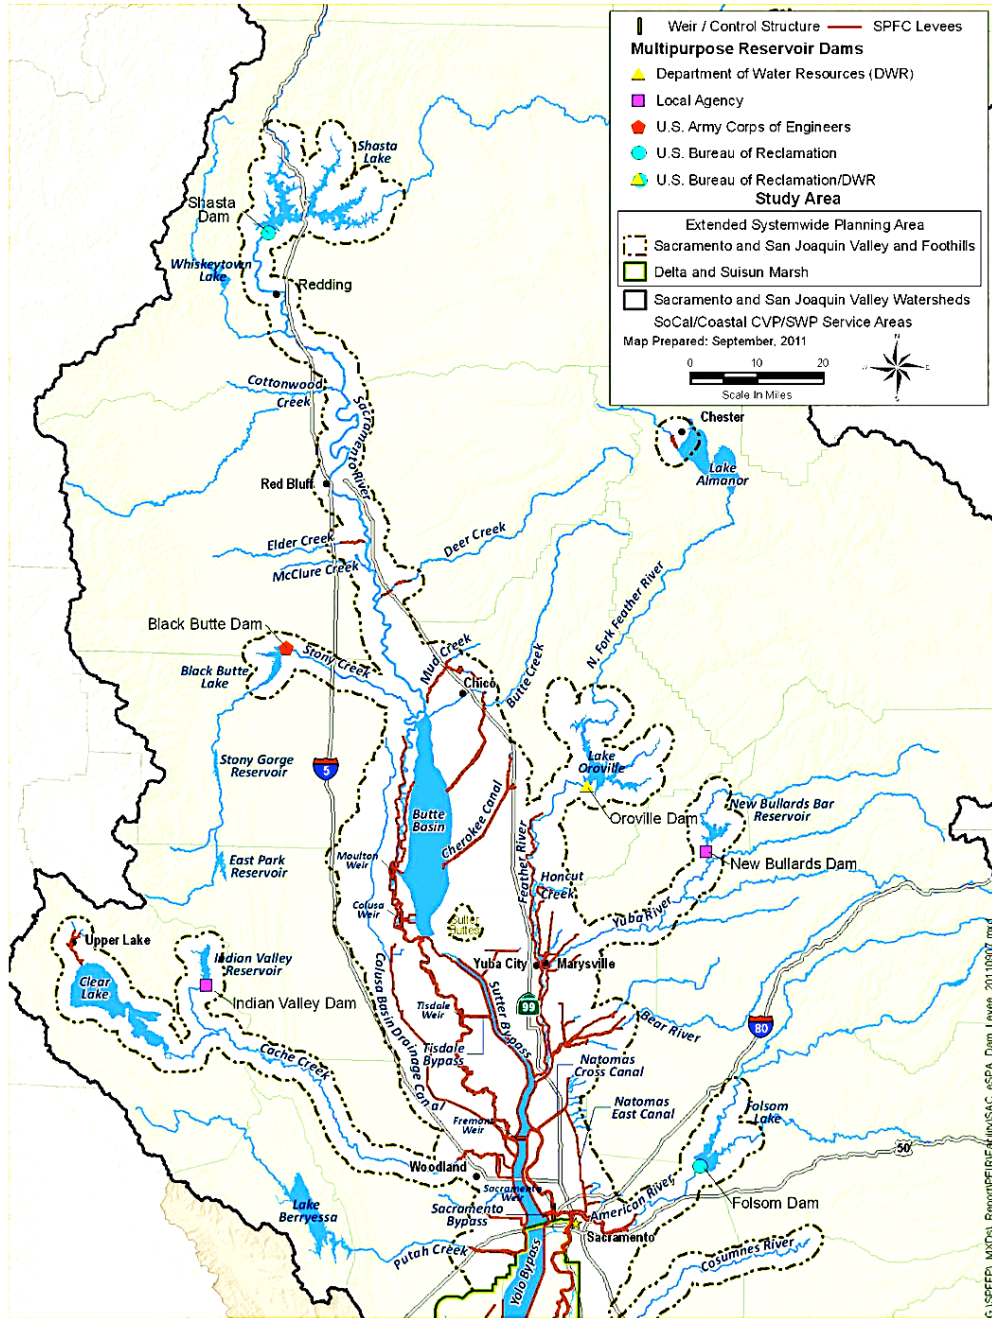 Weir / Control Structure
SPFC Levees
Multipurpose Reservoir Dams
Department of Water Resources (DWR)
Local Agency
U.S. Army Corps of Engineers
U.S. Bureau of Reclamation
U.S. Bureau of Reclamation/DWR
Study Area
Extended Systemwide Planning Area
Sacramento and San Joaquin Valley and Foothills
Delta and Suisun Marsh
Sacramento and San Joaquin Valley Watersheds
SoCal/Coastal CVP/SWP Service Areas
Map Prepared: September, 2011
0 10 20
Scale In Miles
Shasta
Lake
Shasta
Dam
Whiskeytown
Lake
Redding
Cottonwood
Creek
Sacramento River
Chester
Lake
Almanor
Red Bluff
Elder Creek
McClure Creek
Deer Creek
N. Fork Feather River
Black Butte Dam
Black Butte
Lake
Stony Creek
Mud Creek
Chico
Butte Creek
Stony Gorge
Reservoir
5
Lake
Oroville
Oroville Dam
Butte
Basin
Cherokee Canal
New Bullards Bar
Reservoir
New Bullards Dam
East Park
Reservoir
Moulton
Weir
Feather River
Honcut
Creek
Colusa
Weir
Sutter
Buttes
Yuba River
Upper Lake
Clear
Lake
Indian Valley
Reservoir
Indian Valley Dam
Yuba City
Marysville
Colusa Basin Drainage Canal
Tisdale
Weir
Sutter Bypass
99
Tisdale
Bypass
Bear River
80
Cache Creek
Natomas
Cross Canal
Natomas
East Canal
Fremont
Weir
Folsom
Lake
50
Woodland
Sacramento
Weir
Sacramento
Bypass
American River
Folsom Dam
Lake
Berryessa
Sacramento
Putah Creek
Yolo Bypass
Cosumnes River